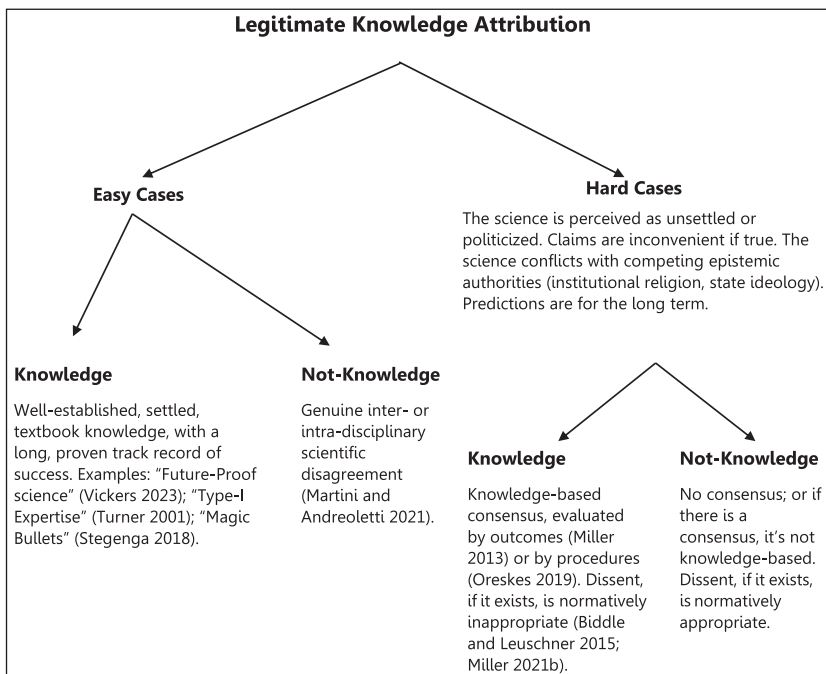 Legitimate Knowledge Attribution
Easy Cases
Hard Cases
The science is perceived as unsettled or
politicized. Claims are inconvenient if true. The
science conflicts with competing epistemic
authorities (institutional religion, state ideology).
Predictions are for the long term.
Knowledge
Well-established, settled,
textbook knowledge, with a
long, proven track record of
success. Examples: “Future-Proof
science” (Vickers 2023); “Type-I
Expertise” (Turner 2001); “Magic
Bullets” (Stegenga 2018).
Not-Knowledge
Genuine inter- or
intra-disciplinary
scientific
disagreement
(Martini and
Andreoletti 2021).
Knowledge
Knowledge-based
consensus, evaluated
by outcomes (Miller
2013) or by procedures
(Oreskes 2019). Dissent,
if it exists, is normatively
inappropriate (Biddle
and Leuschner 2015;
Miller 2021b).
Not-Knowledge
No consensus; or if
there is a
consensus, it’s not
knowledge-based.
Dissent, if it exists,
is normatively
appropriate.